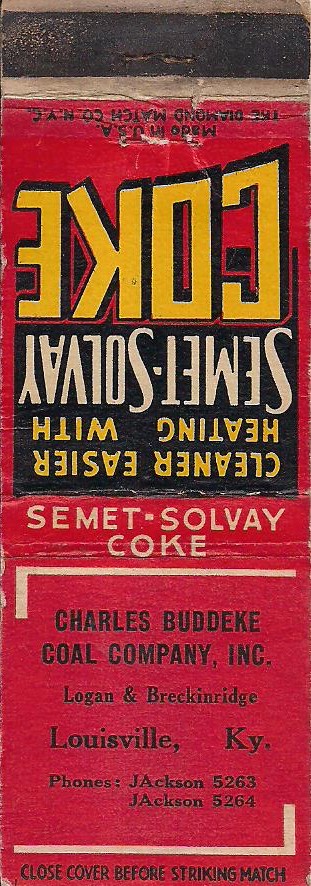 CLEANER EASIER
HEATING WITH
SEMET-SOLVAY
COKE
Made in U.S.A.
THE DIAMOND MATCH CO. N.Y.C.
SEMET-SOLVAY
COKE
CHARLES BUDDEKE
COAL COMPANY, INC.
Logan & Breckinridge
Louisville, Ky.
Phones: JAckson 5263
JAckson 5264
CLOSE COVER BEFORE STRIKING MATCH